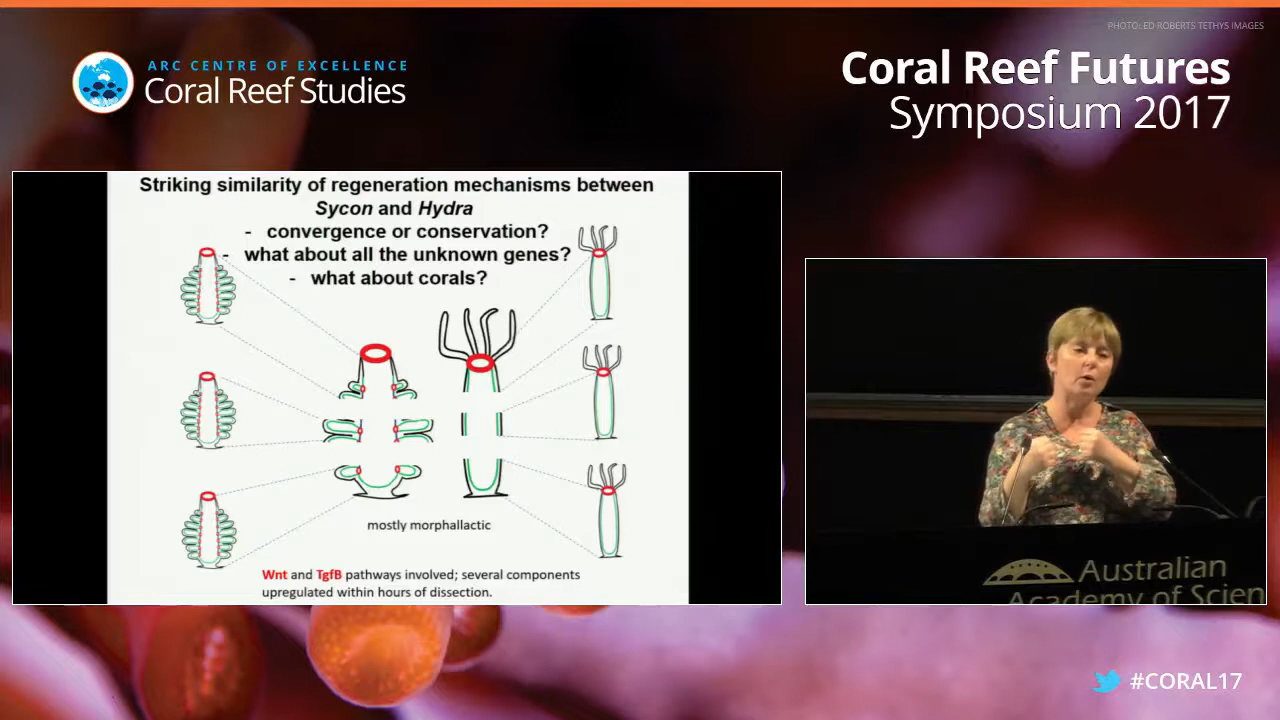 PHOTO: ED ROBERTS TETHYS IMAGES
ARC CENTRE OF EXCELLENCE
Coral Reef Studies
Coral Reef Futures
Symposium 2017
Striking similarity of regeneration mechanisms between
Sycon and Hydra
- convergence or conservation?
- what about all the unknown genes?
- what about corals?
mostly morphallactic
Wnt and TgfB pathways involved; several components
upregulated within hours of dissection.
Australian
Academy of Scien
#CORAL17